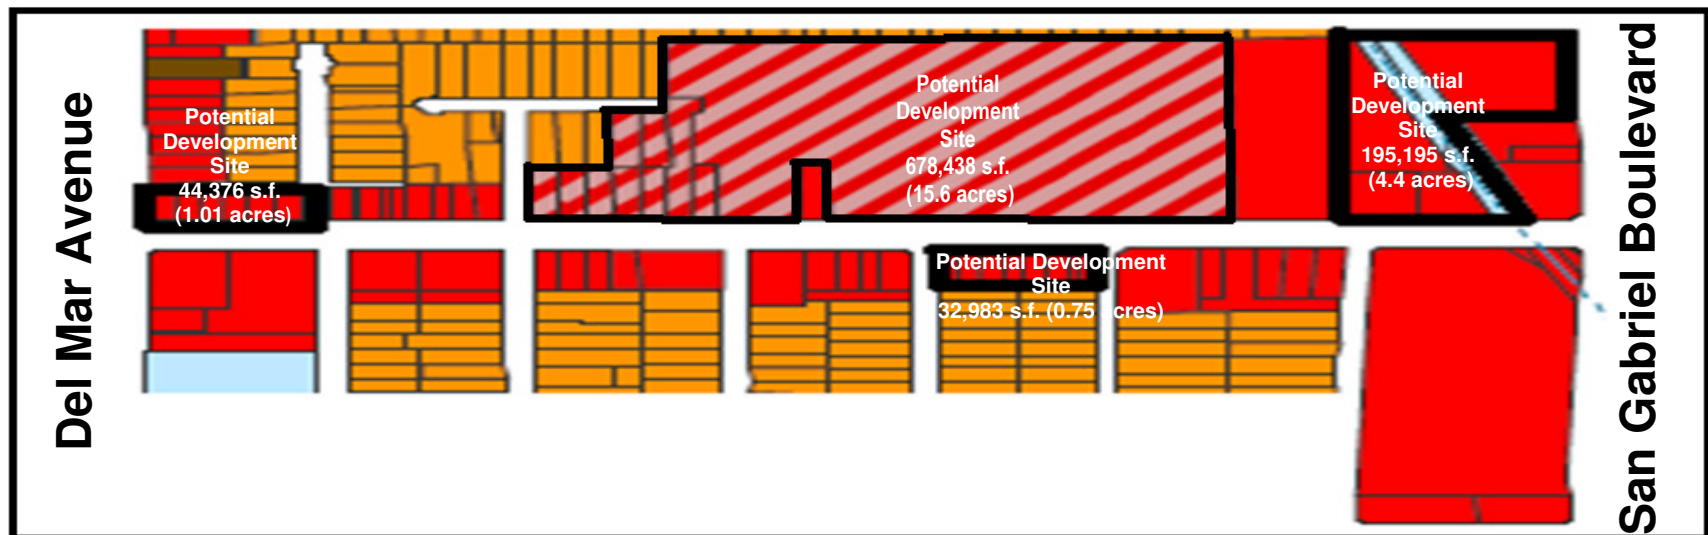 Del Mar Avenue
Potential
Development
Site
44,376 s.f.
(1.01 acres)
Potential
Development
Site
678,438 s.f.
(15.6 acres)
Potential
Development
Site
195,195 s.f.
(4.4 acres)
Potential Development
Site
32,983 s.f. (0.75 cres)
San Gabriel Boulevard